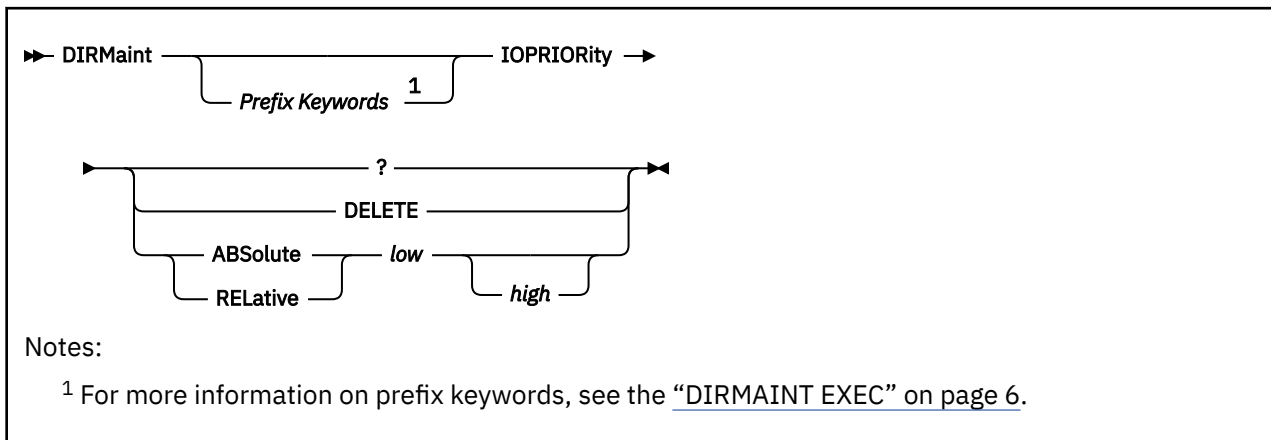 DIRMaint IOPRIORity
Prefix Keywords 1
?
DELETE
ABSolute low
RELative high
Notes:
1 For more information on prefix keywords, see the “DIRMAINT EXEC” on page 6.